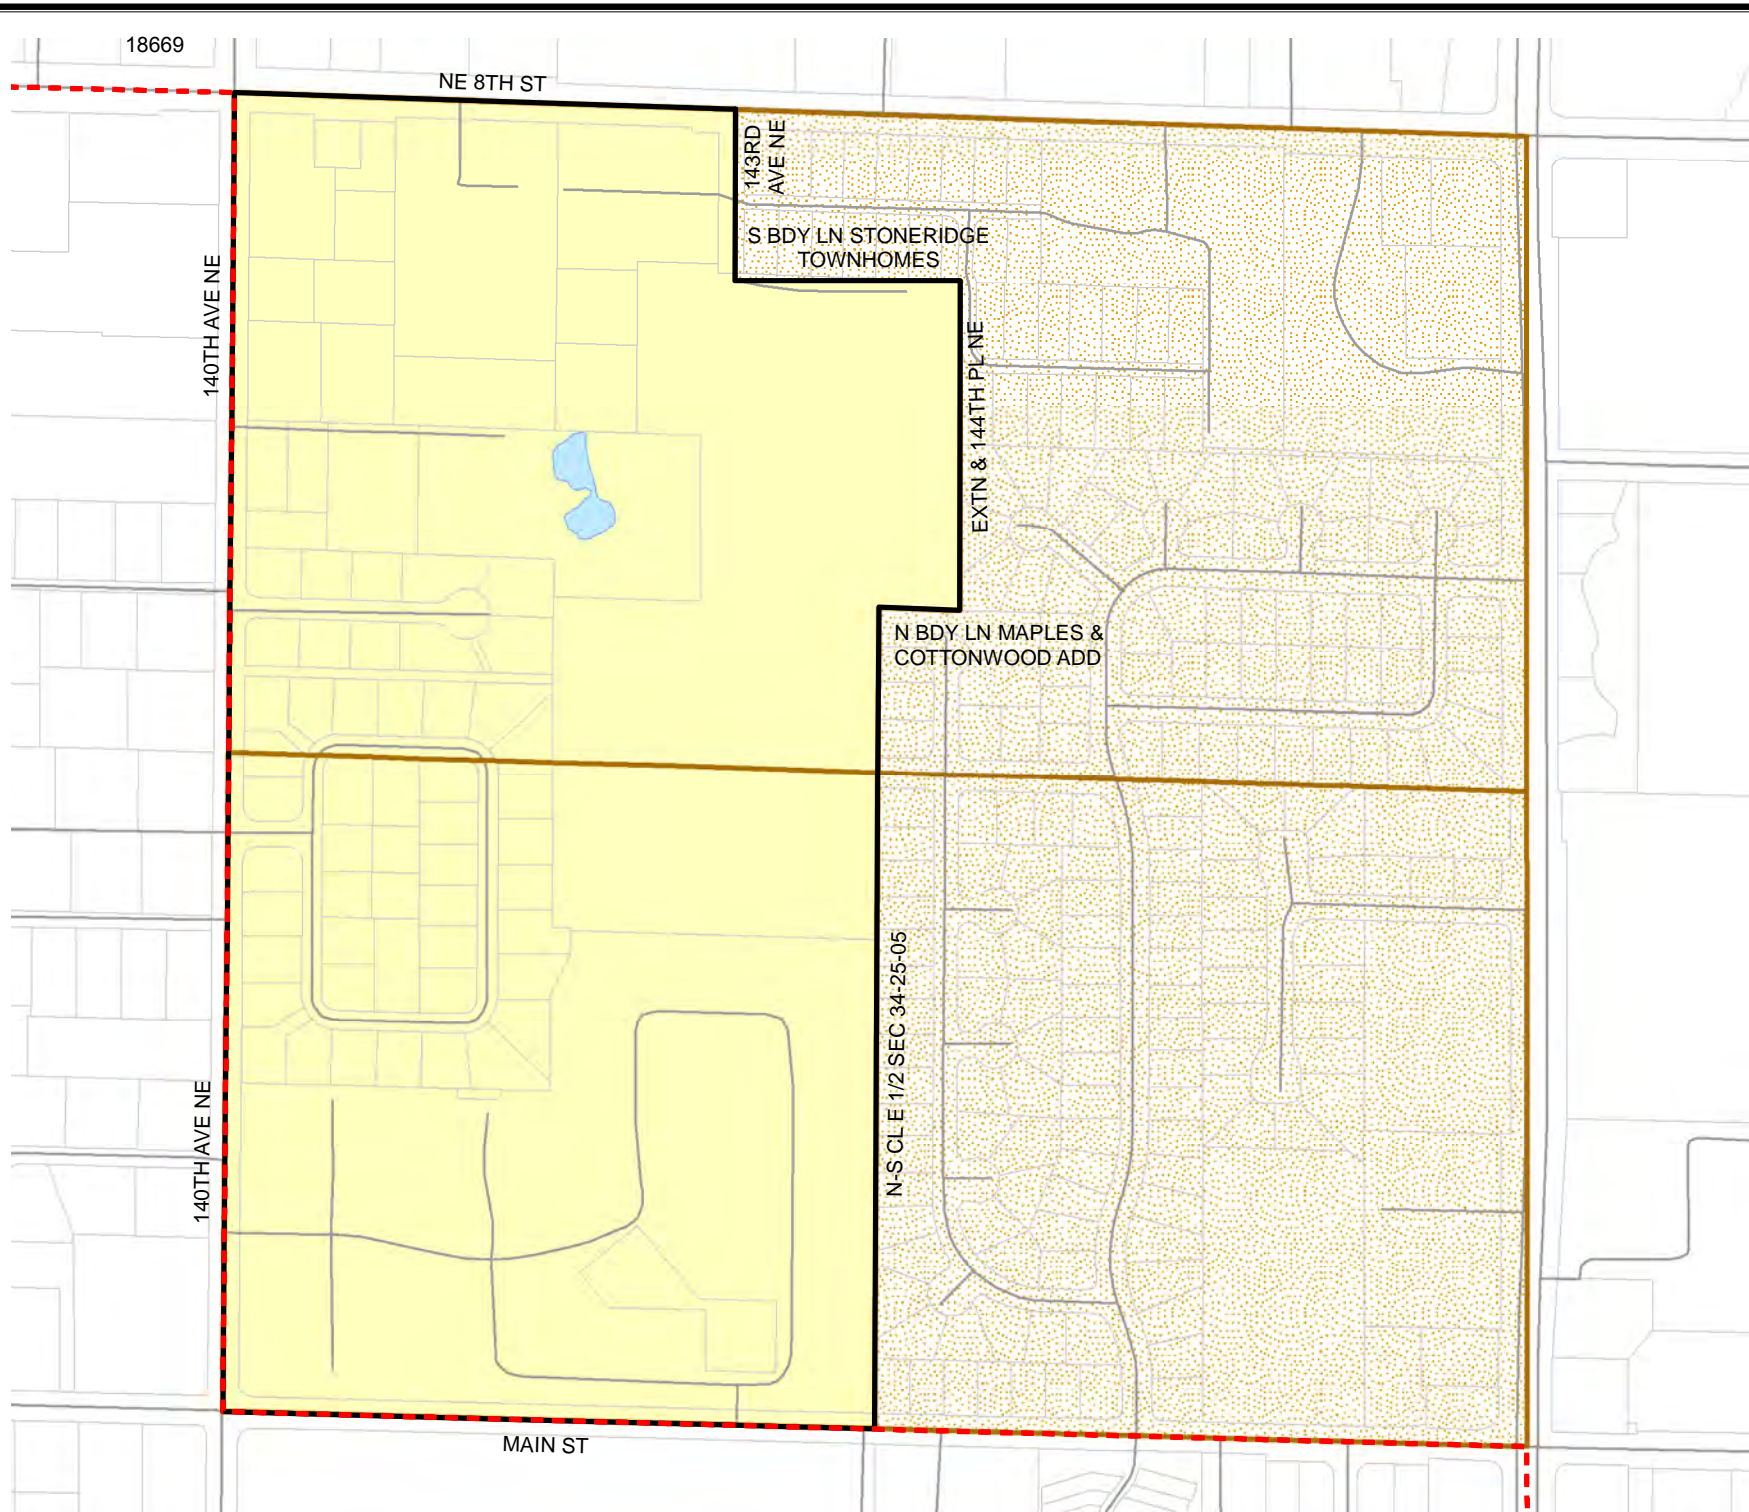 18669
NE 8TH ST
143RD
AVE NE
S BDY LN STONERIDGE
TOWNHOMES
140TH AVE NE
EXTN & 144TH PL NE
N BDY LN MAPLES &
COTTONWOOD ADD
N-S CL E 1/2 SEC 34-25-05
140TH AVE NE
MAIN ST